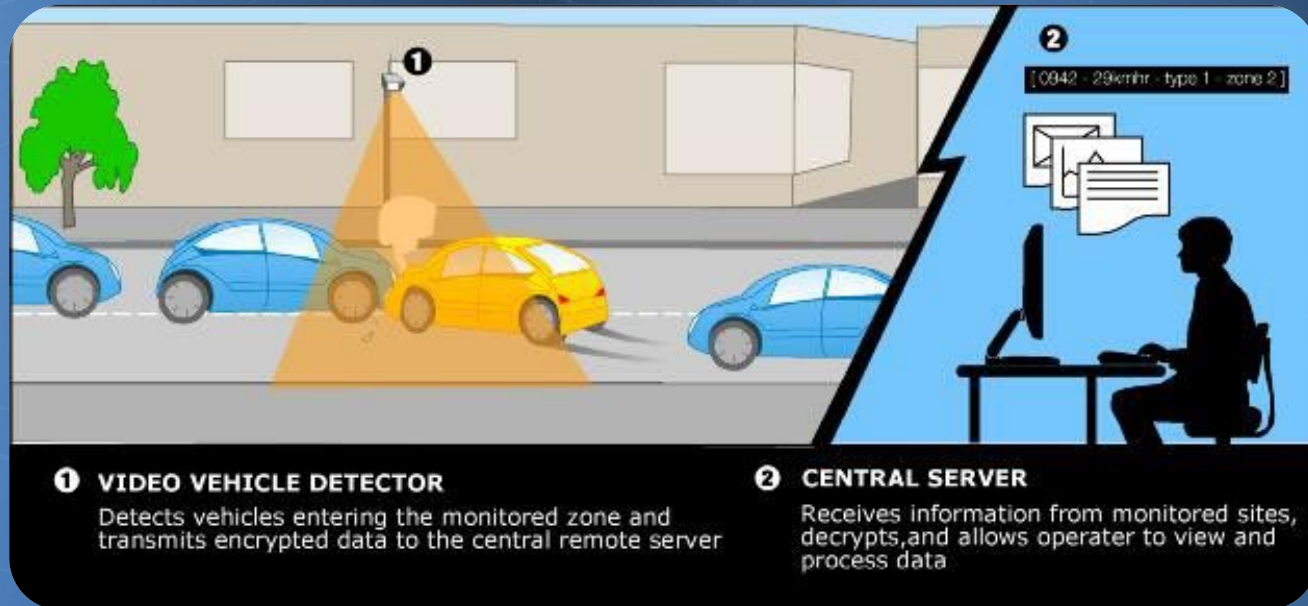 1
2
[0942 - 29kmhr - type 1 - zone 2]
1 VIDEO VEHICLE DETECTOR
Detects vehicles entering the monitored zone and
transmits encrypted data to the central remote server
2 CENTRAL SERVER
Receives information from monitored sites,
decrypts,and allows operater to view and
process data